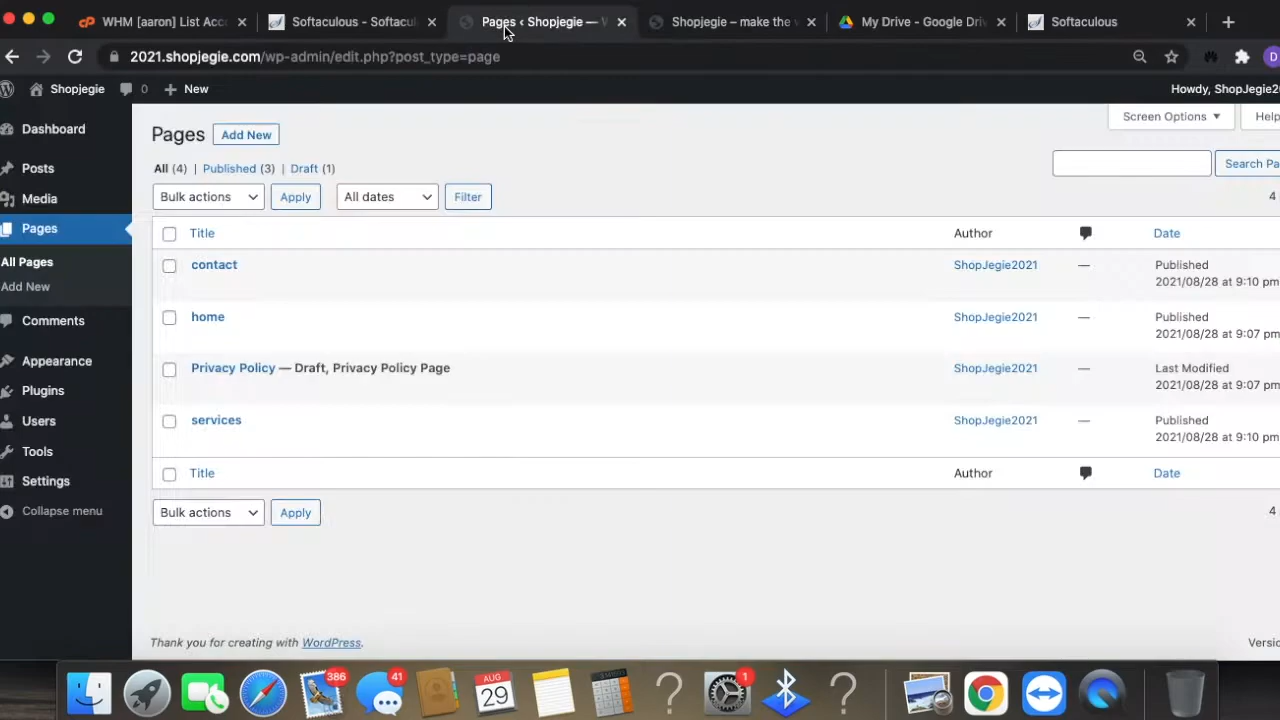 WHM [aaron] List Acc
Softaculous - Softacul
Pages ‹ Shopjegie — W
Shopjegie – make the
My Drive - Google Dri
Softaculous
2021.shopjegie.com/wp-admin/edit.php?post_type=page
D
Shopjegie 0 New
Howdy, ShopJegie20
Dashboard
Posts
Media
Pages
All Pages
Add New
Comments
Appearance
Plugins
Users
Tools
Settings
Collapse menu
Screen Options Help
Pages Add New
All (4) | Published (3) | Draft (1)
Search Pa
Bulk actions Apply All dates Filter
4
Title Author Date
contact ShopJegie2021 — Published
2021/08/28 at 9:10 pm
home ShopJegie2021 — Published
2021/08/28 at 9:07 pm
Privacy Policy — Draft, Privacy Policy Page ShopJegie2021 — Last Modified
2021/08/28 at 9:07 pm
services ShopJegie2021 — Published
2021/08/28 at 9:10 pm
Title Author Date
Bulk actions Apply
4
Thank you for creating with WordPress.
Versio
386
41
AUG
29
1